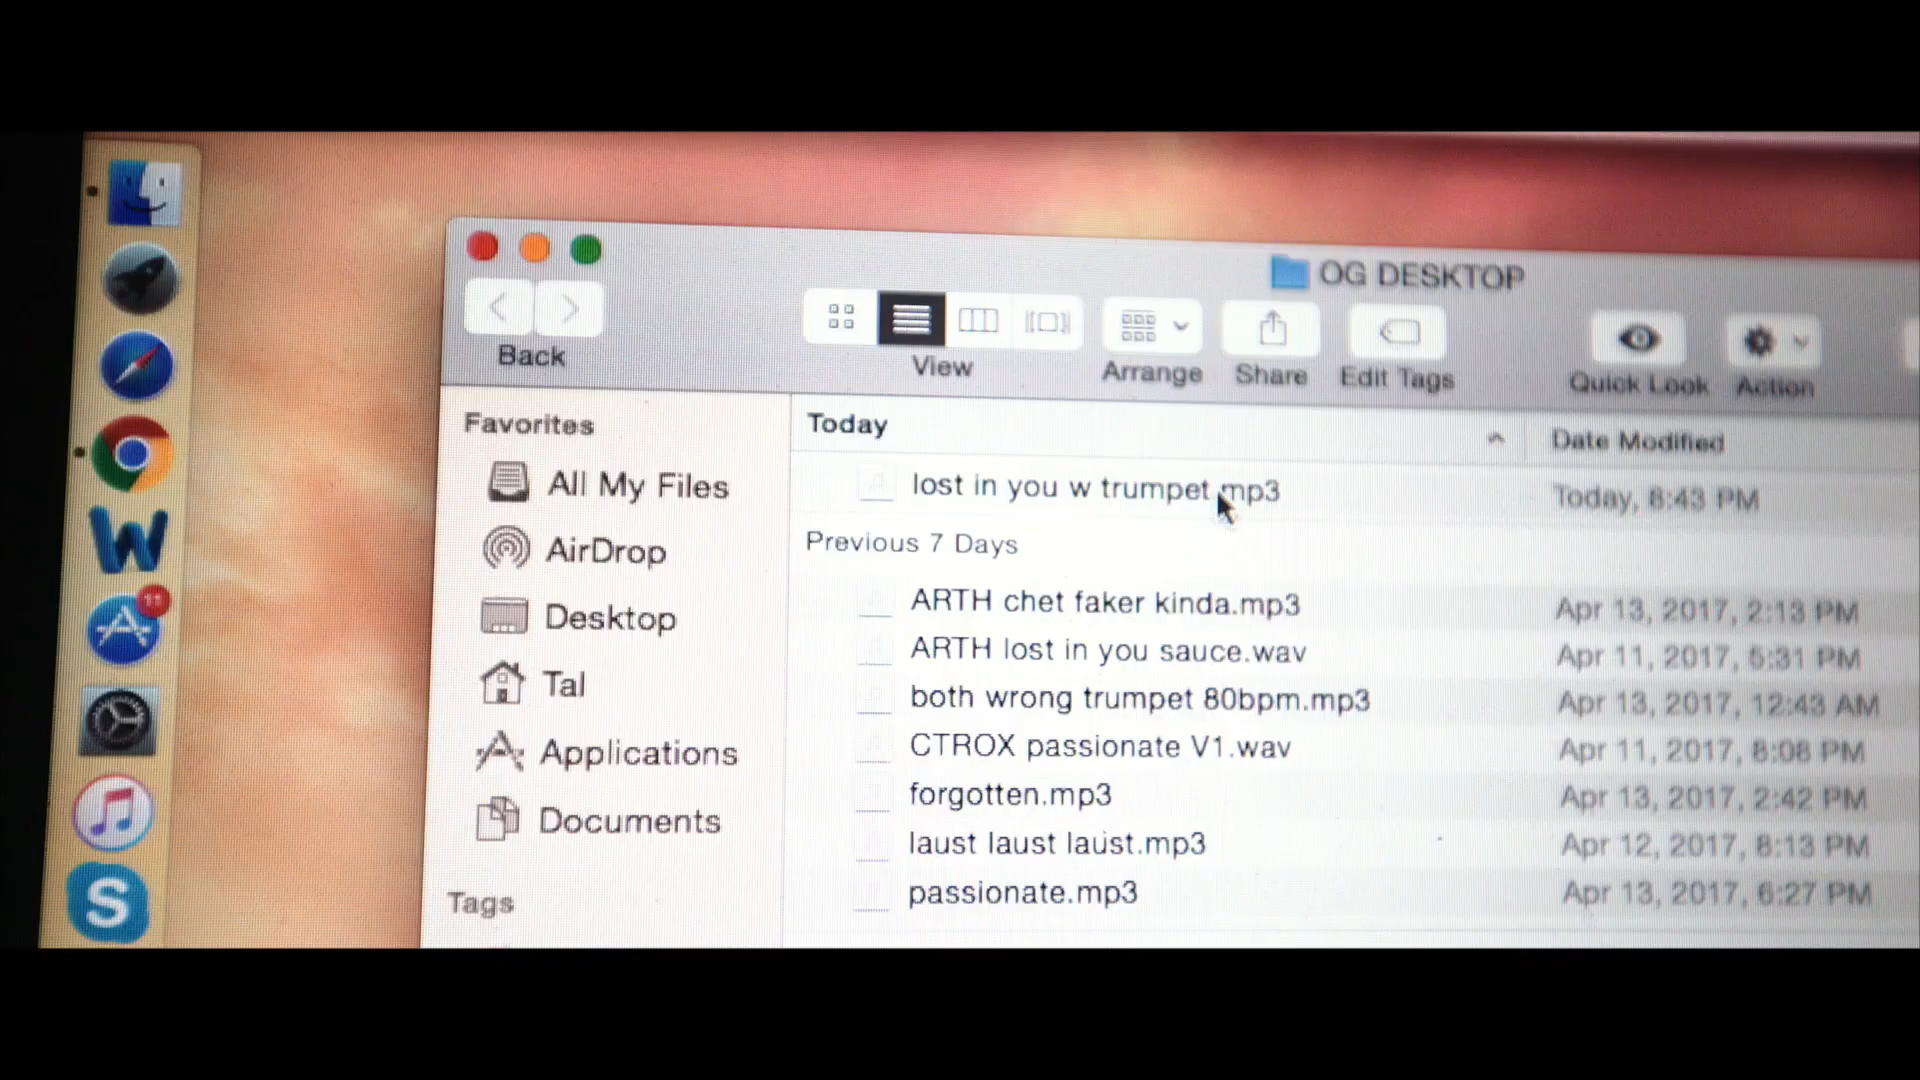 OG DESKTOP
Back
View
Arrange
Share
Edit Tags
Quick Look
Action
Favorites
All My Files
AirDrop
Desktop
Tal
Applications
Documents
Tags
Today
Date Modified
lost in you w trumpet.mp3
Today, 8:43 PM
Previous 7 Days
ARTH chet faker kinda.mp3
Apr 13, 2017, 2:13 PM
ARTH lost in you sauce.wav
Apr 11, 2017, 5:31 PM
both wrong trumpet 80bpm.mp3
Apr 13, 2017, 12:43 AM
CTROX passionate V1.wav
Apr 11, 2017, 8:08 PM
forgotten.mp3
Apr 13, 2017, 2:42 PM
laust laust laust.mp3
Apr 12, 2017, 8:13 PM
passionate.mp3
Apr 13, 2017, 6:27 PM
W
11
S